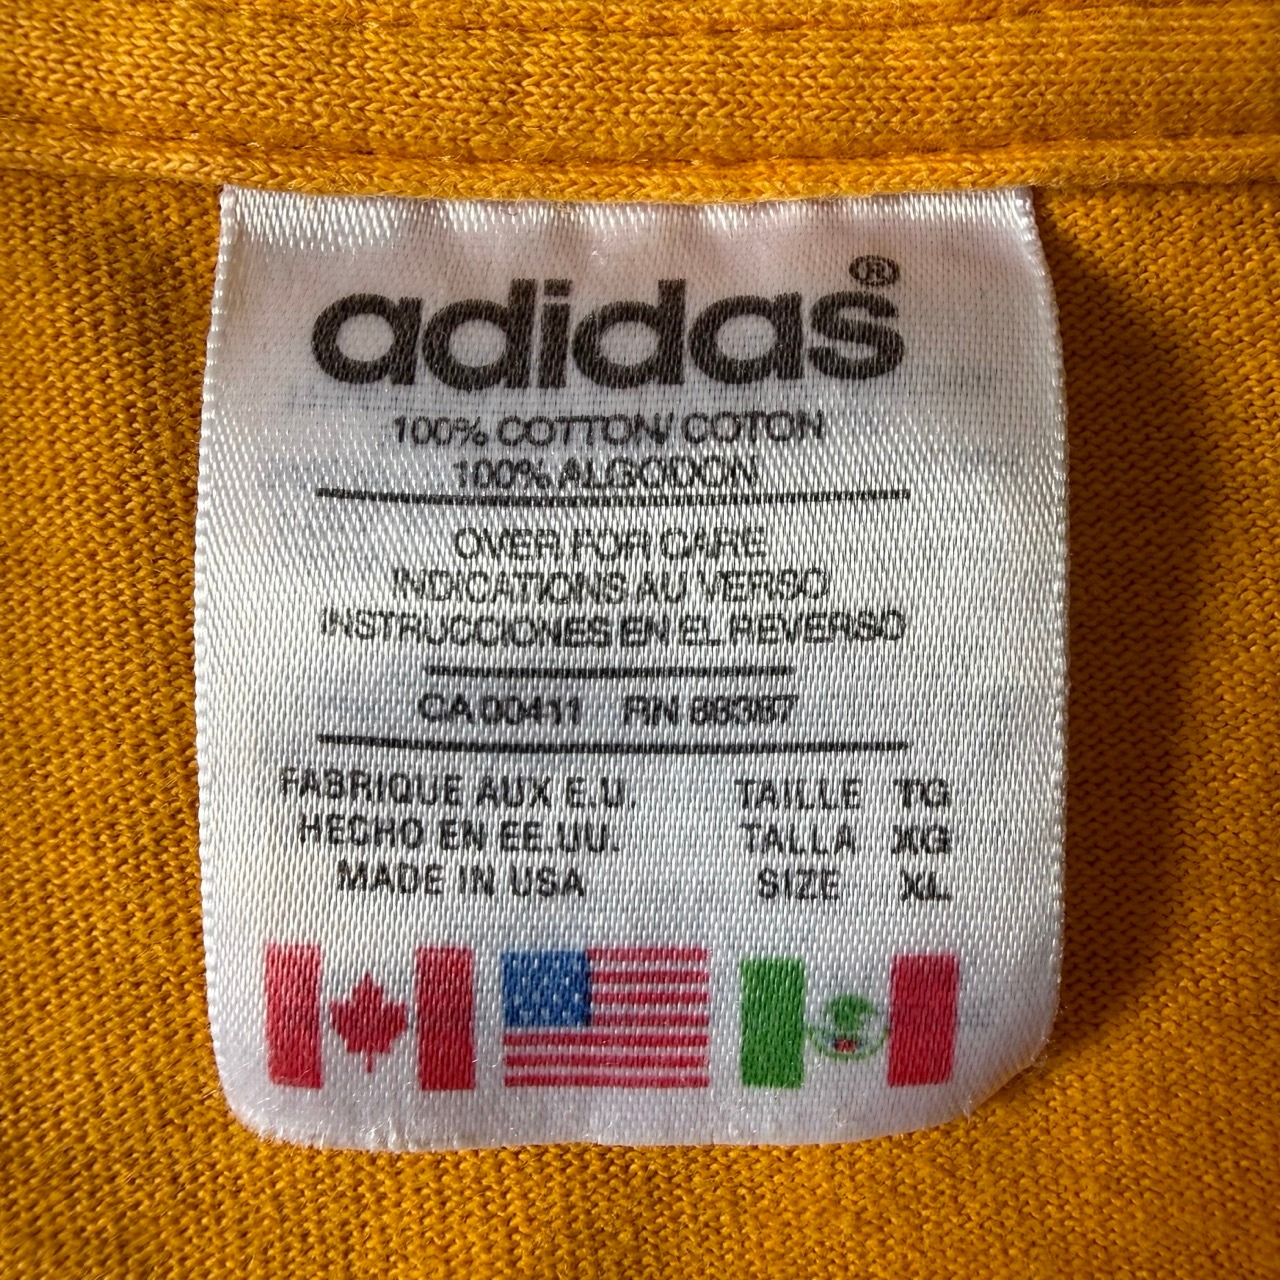 adidas®
100% COTTON/COTON
100% ALGODON
OVER FOR CARE
INDICATIONS AU VERSO
INSTRUCCIONES EN EL REVERSO
CA 00411 RN 88387
FABRIQUE AUX E.U. TAILLE TG
HECHO EN EE.UU. TALLA XG
MADE IN USA SIZE XL